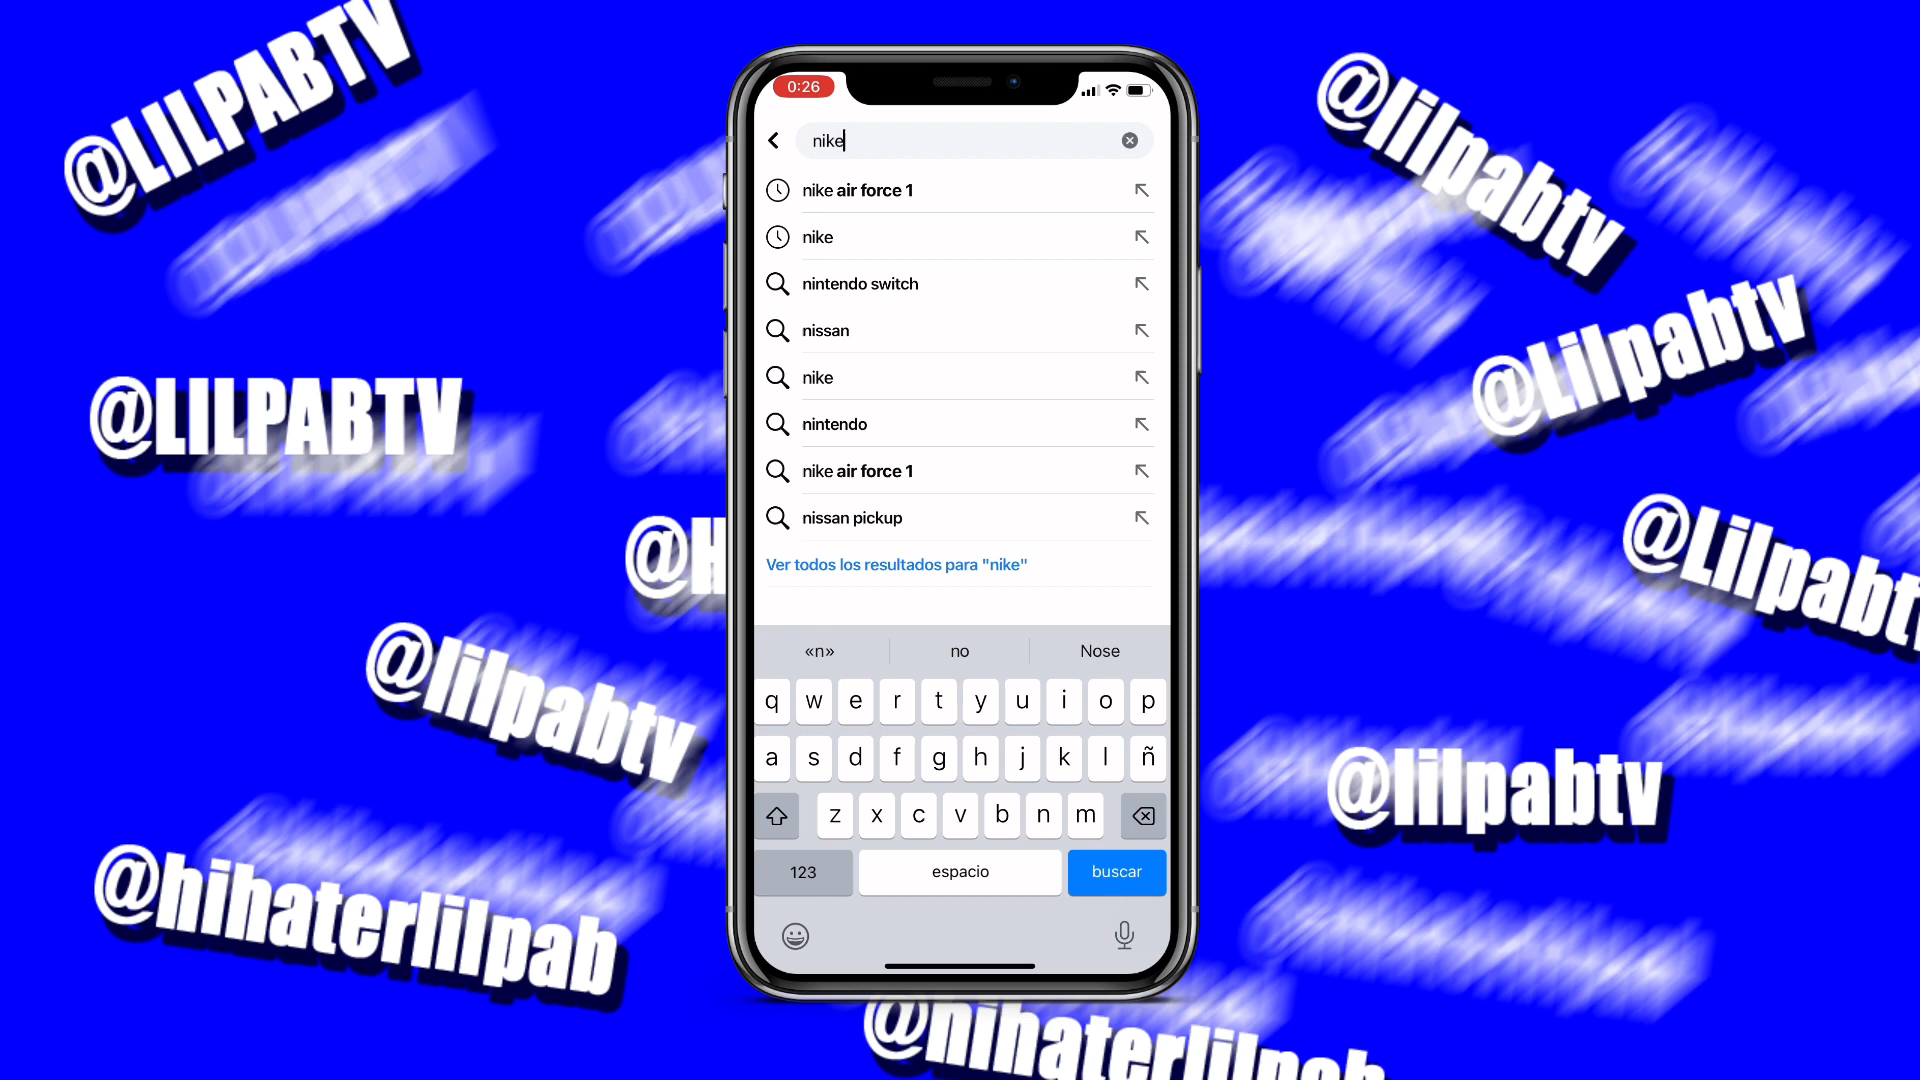 @LILPABTV
@lilpabtv
@Lilpabtv
@LILPABTV
@H
@Lilpabt
@lilpabtv
@lilpabtv
@hihaterlilpab
@hihaterlilpab
0:26
nike
nike air force 1
nike
nintendo switch
nissan
nike
nintendo
nike air force 1
nissan pickup
Ver todos los resultados para "nike"
«n» no Nose
q w e r t y u i o p
a s d f g h j k l ñ
z x c v b n m
123 espacio buscar